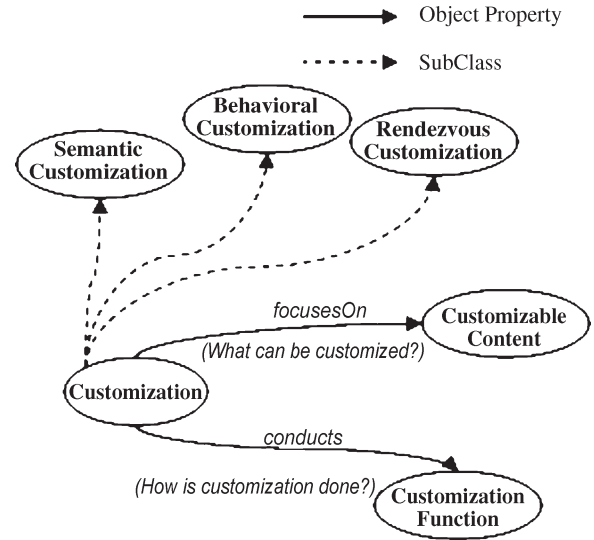 Object Property
SubClass
Behavioral
Customization
Rendezvous
Customization
Semantic
Customization
focusesOn
(What can be customized?)
Customizable
Content
Customization
conducts
(How is customization done?)
Customization
Function